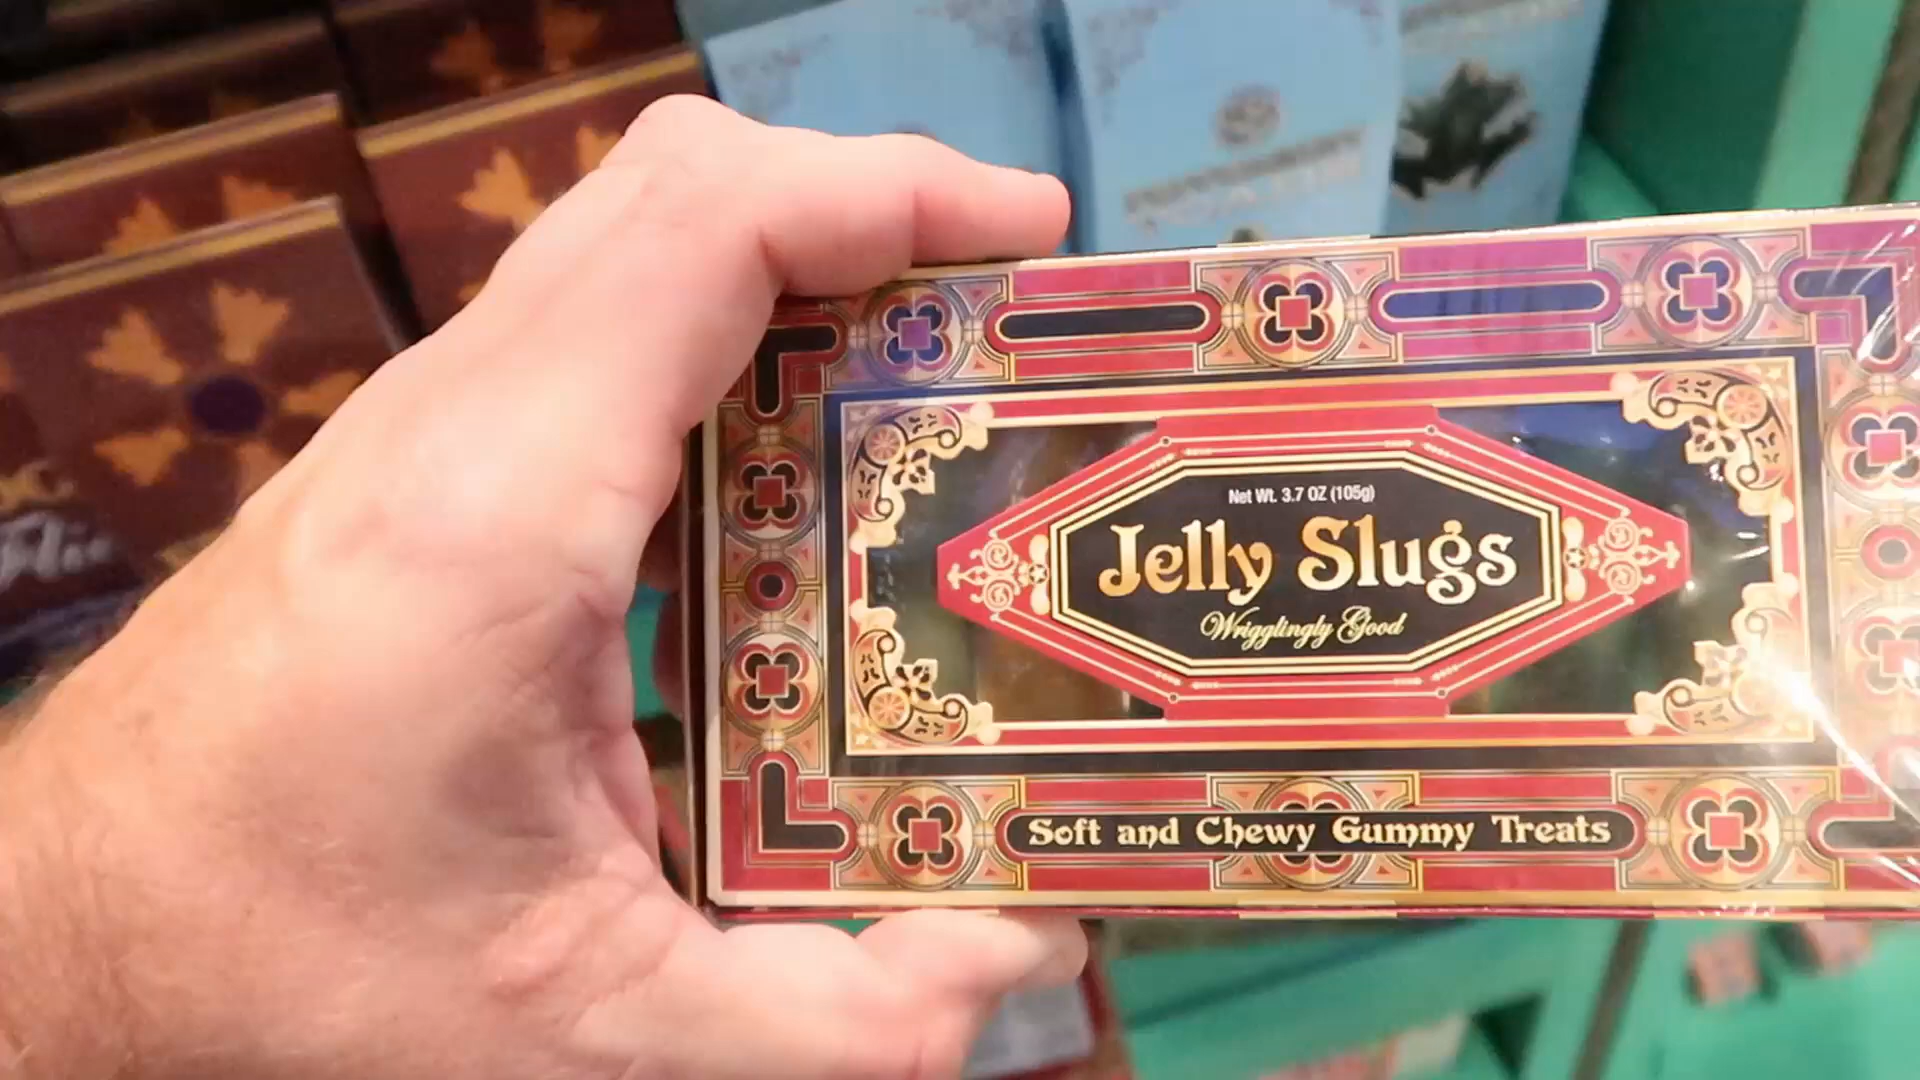 Net Wt. 3.7 OZ (105g)
Jelly Slugs
Wrigglingly Good
Soft and Chewy Gummy Treats